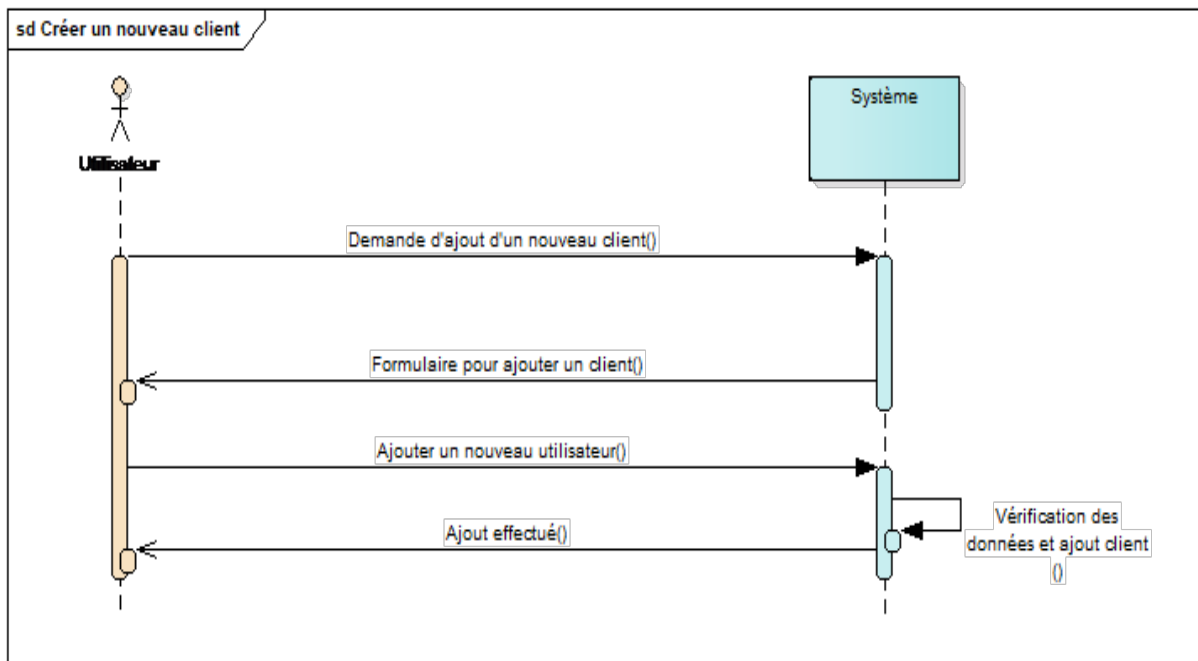 sd Créer un nouveau client
Système
Utilisateur
Demande d'ajout d'un nouveau client()
Formulaire pour ajouter un client()
Ajouter un nouveau utilisateur()
Vérification des
données et ajout client
()
Ajout effectué()